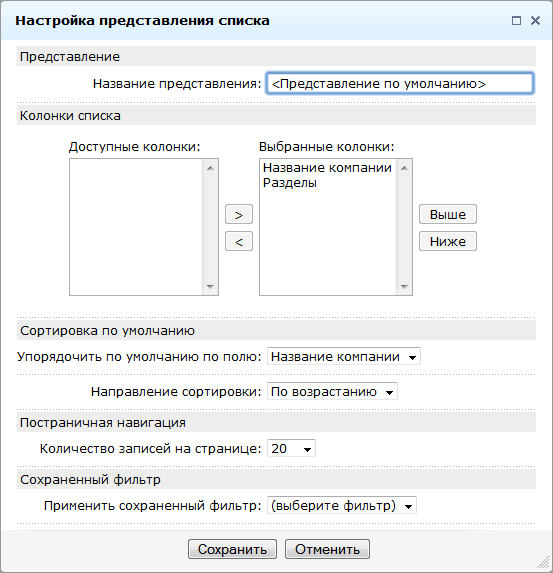 Настройка представления списка
Представление
Название представления: <Представление по умолчанию>
Колонки списка
Доступные колонки: Выбранные колонки:
Название компании
Разделы
> Выше
< Ниже
Сортировка по умолчанию
Упорядочить по умолчанию по полю: Название компании
Направление сортировки: По возрастанию
Постраничная навигация
Количество записей на странице: 20
Сохраненный фильтр
Применить сохраненный фильтр: (выберите фильтр)
Сохранить Отменить